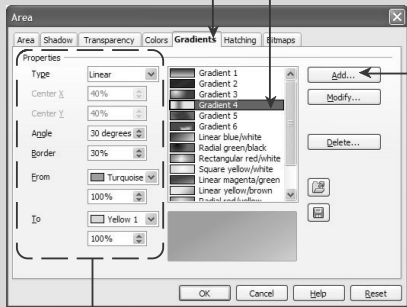 Area
Area Shadow Transparency Colors Gradients Hatching Bitmaps
Properties
Type Linear
Center X 40%
Center Y 40%
Angle 30 degrees
Border 30%
From Turquoise
100%
To Yellow 1
100%
Gradient 1
Gradient 2
Gradient 3
Gradient 4
Gradient 5
Gradient 6
Linear blue/white
Radial green/black
Rectangular red/white
Square yellow/white
Linear magenta/green
Linear yellow/brown
Radial red/yellow
Add...
Modify...
Delete...
OK Cancel Help Reset